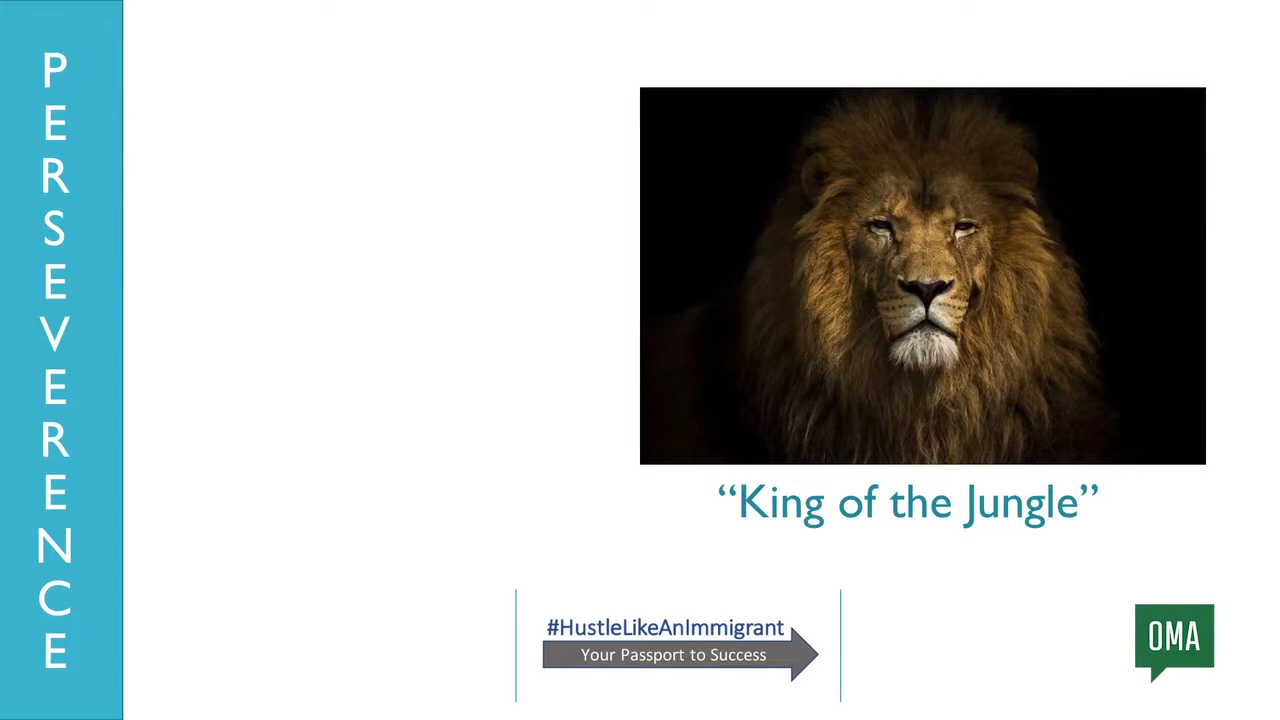 PERSEVERENCE
“King of the Jungle”
#HustleLikeAnImmigrant
Your Passport to Success
OMA